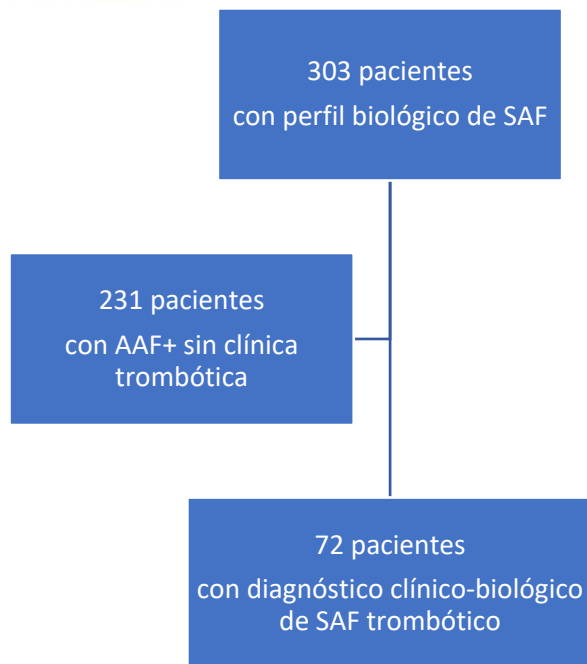 303 pacientes
con perfil biológico de SAF
231 pacientes
con AAF+ sin clínica
trombótica
72 pacientes
con diagnóstico clínico-biológico
de SAF trombótico